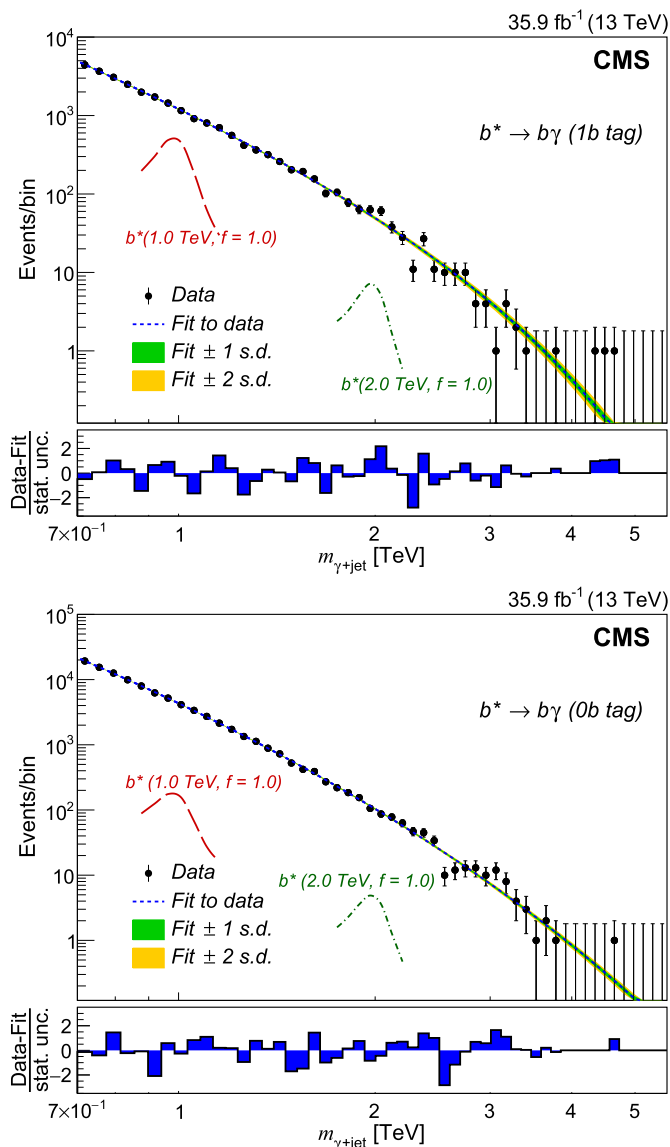 35.9 fb⁻¹ (13 TeV)
10⁴
CMS
10³
b* → bγ (1b tag)
10²
b*(1.0 TeV, f = 1.0)
Events/bin
10
Data
Fit to data
b*(2.0 TeV, f = 1.0)
1
Fit ± 1 s.d.
Fit ± 2 s.d.
Data-Fit
stat. unc.
2
0
−2
7×10⁻¹ 1 2 3 4 5
m_γ+jet [TeV]
35.9 fb⁻¹ (13 TeV)
10⁵
CMS
10⁴
b* → bγ (0b tag)
10³
Events/bin
b* (1.0 TeV, f = 1.0)
10²
Data
b* (2.0 TeV, f = 1.0)
10
Fit to data
Fit ± 1 s.d.
1
Fit ± 2 s.d.
Data-Fit
stat. unc.
2
0
−2
7×10⁻¹ 1 2 3 4 5
m_γ+jet [TeV]